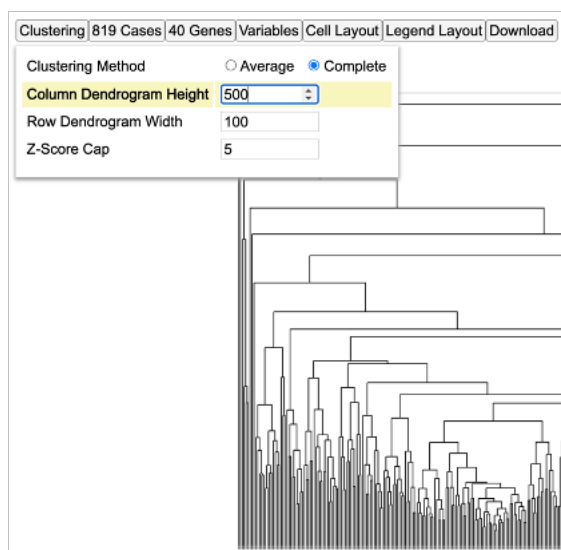 Clustering 819 Cases 40 Genes Variables Cell Layout Legend Layout Download
Clustering Method Average Complete
Column Dendrogram Height 500
Row Dendrogram Width 100
Z-Score Cap 5